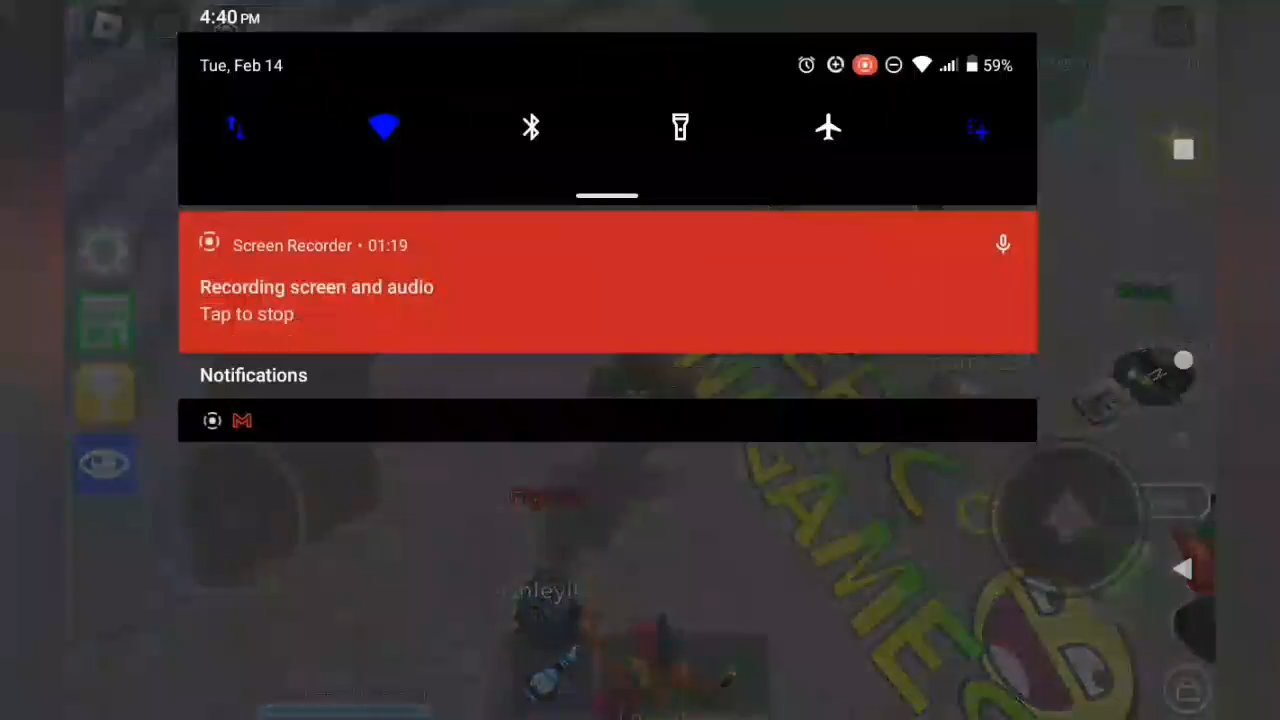 4:40 PM
Tue, Feb 14
59%
Screen Recorder • 01:19
Recording screen and audio
Tap to stop
Notifications
GAMES